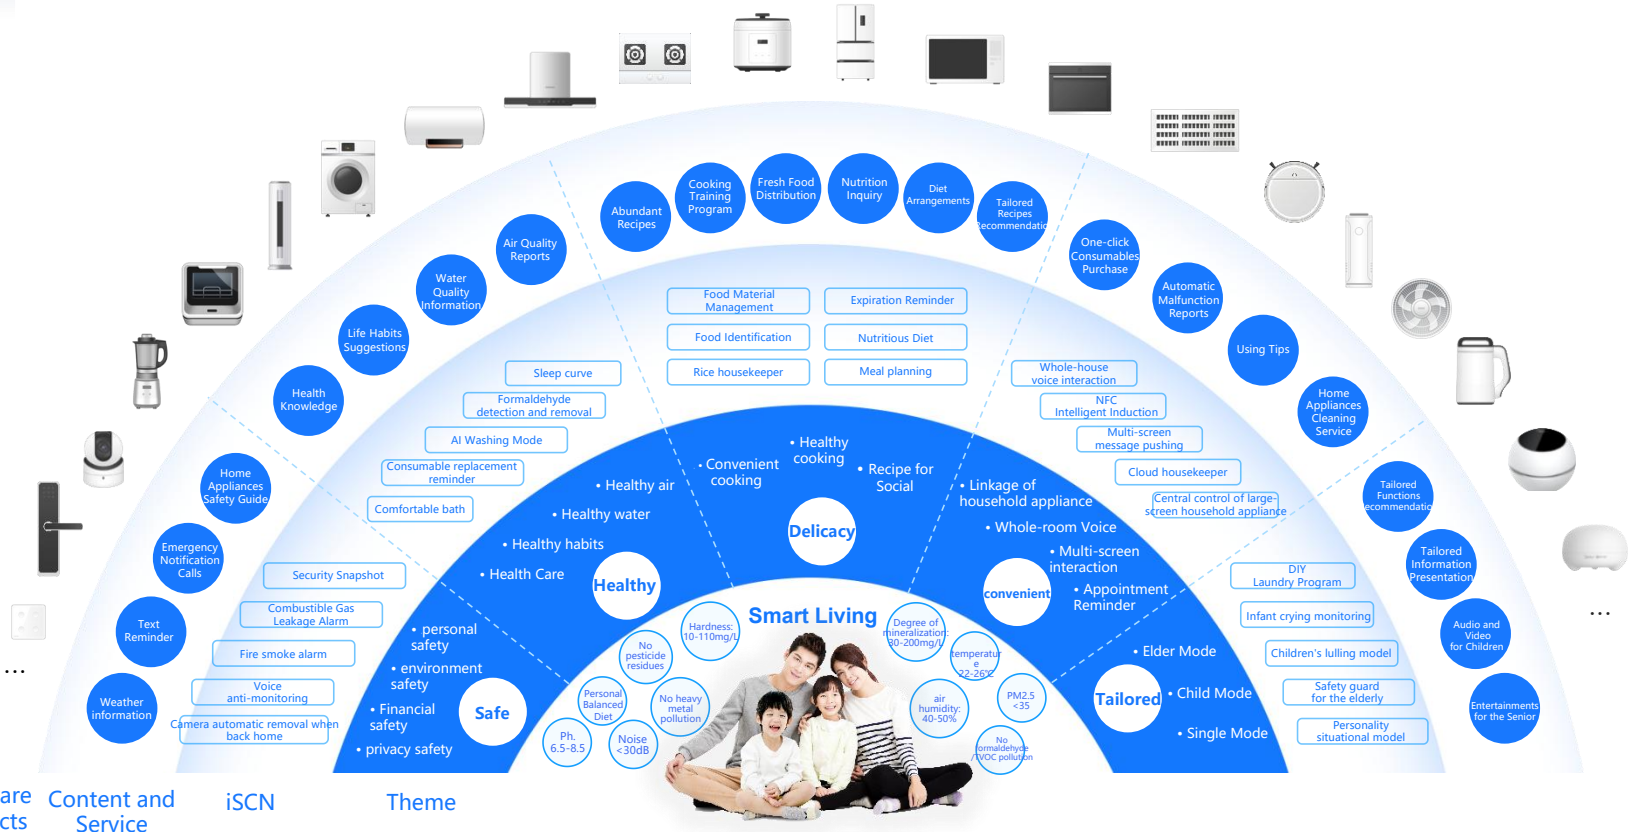 Abundant
Recipes
Cooking
Training
Program
Fresh Food
Distribution
Nutrition
Inquiry
Diet
Arrangements
Tailored
Recipes
Recommendatio
Air Quality
Reports
Water
Quality
Information
Life Habits
Suggestions
Health
Knowledge
Home
Appliances
Safety Guide
Emergency
Notification
Calls
Text
Reminder
Weather
information
One-click
Consumables
Purchase
Automatic
Malfunction
Reports
Using Tips
Home
Appliances
Cleaning
Service
Tailored
Functions
ecommendatio
Tailored
Information
Presentation
Audio and
Video
for Children
Entertainments
for the Senior
Food Material
Management
Expiration Reminder
Food Identification
Nutritious Diet
Rice housekeeper
Meal planning
Sleep curve
Formaldehyde
detection and removal
AI Washing Mode
Consumable replacement
reminder
Comfortable bath
Security Snapshot
Combustible Gas
Leakage Alarm
Fire smoke alarm
Voice
anti-monitoring
Camera automatic removal when
back home
Whole-house
voice interaction
NFC
Intelligent Induction
Multi-screen
message pushing
Cloud housekeeper
Central control of large-
screen household appliance
DIY
Laundry Program
Infant crying monitoring
Children's lulling model
Safety guard
for the elderly
Personality
situational model
• Convenient
cooking
• Healthy
cooking
• Recipe for
Social
Delicacy
• Healthy air
• Healthy water
• Healthy habits
• Health Care
Healthy
• personal
safety
• environment
safety
• Financial
safety
• privacy safety
Safe
• Linkage of
household appliance
• Whole-room Voice
• Multi-screen
interaction
• Appointment
Reminder
convenient
• Elder Mode
• Child Mode
• Single Mode
Tailored
Smart Living
Hardness:
10-110mg/L
No
pesticide
residues
Personal
Balanced
Diet
No heavy
metal
pollution
Ph.
6.5-8.5
Noise
<30dB
Degree of
mineralization:
30-200mg/L
temperatur
e
22-26℃
air
humidity:
40-50%
PM2.5
<35
No
formaldehyde
/TVOC pollution
...
...
are
cts
Content and
Service
iSCN
Theme